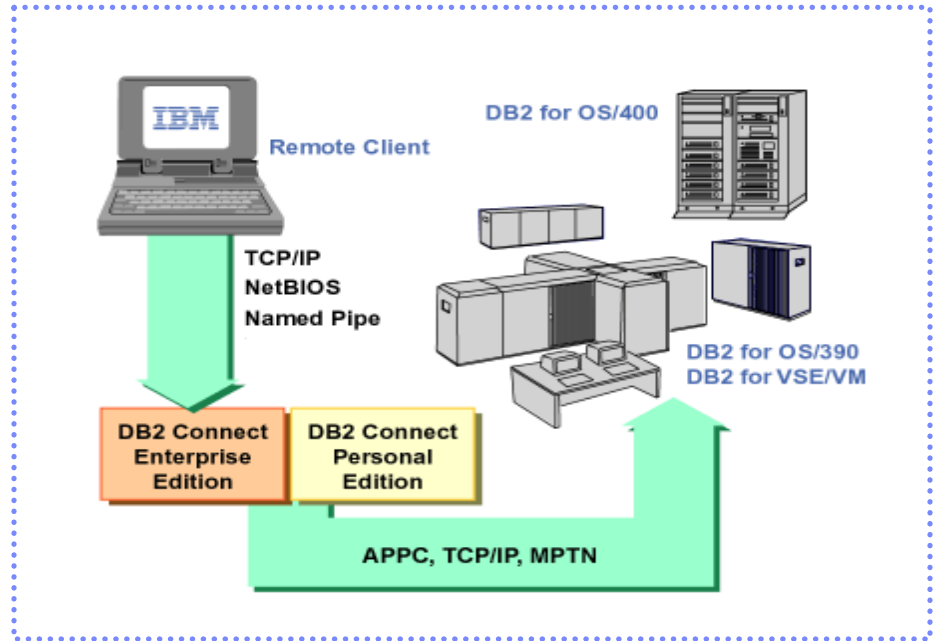 IBM
Remote Client
DB2 for OS/400
TCP/IP
NetBIOS
Named Pipe
DB2 for OS/390
DB2 for VSE/VM
DB2 Connect
Enterprise
Edition
DB2 Connect
Personal
Edition
APPC, TCP/IP, MPTN